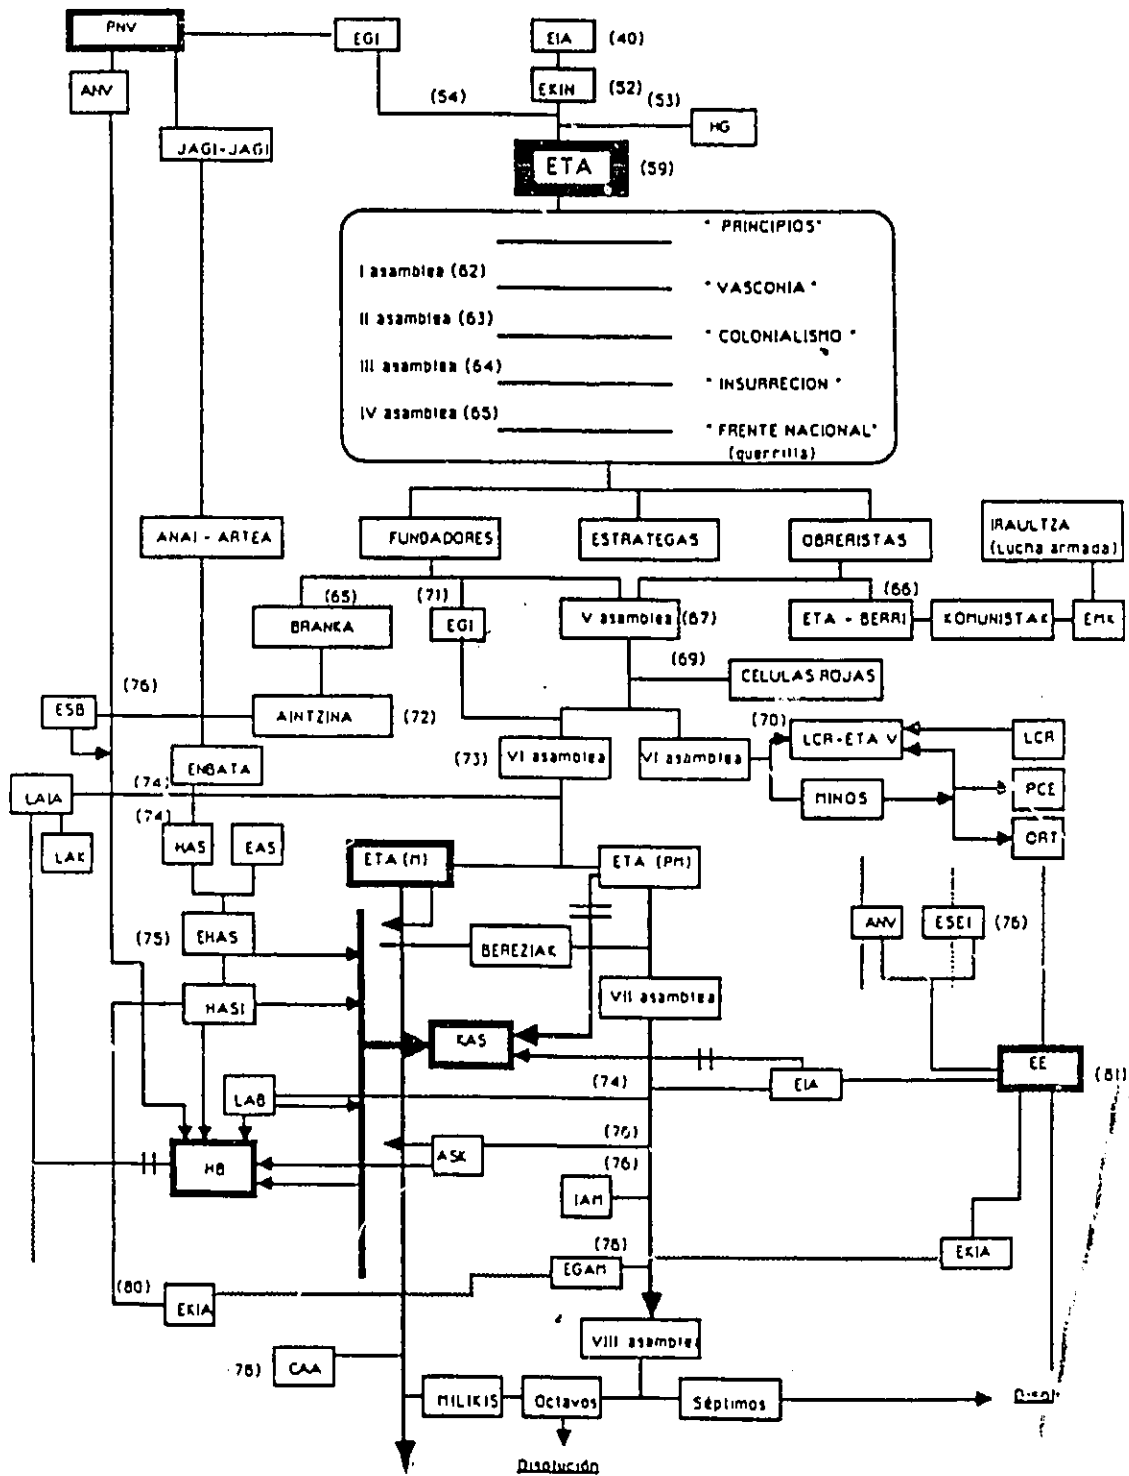 PNV
EGI
EIA (40)
ANV
EKIN (52)
(54)
(53)
HG
JAGI-JAGI
ETA (59)
" PRINCIPIOS"
I asamblea (62)
" VASCONIA "
II asamblea (63)
" COLONIALISMO "
III asamblea (64)
" INSURRECION "
IV asamblea (65)
" FRENTE NACIONAL"
(guerrilla)
ANAI - ARTEA
FUNDADORES
ESTRATEGAS
OBRERISTAS
IRAULTZA
(Lucha armada)
(65)
(71)
(66)
BRANKA
EGI
V asamblea (67)
ETA - BERRI
KOMUNISTAK
EMK
(69)
CÉLULAS ROJAS
(76)
ESB
AINTZINA (72)
(70)
LCR-ETA V
LCR
(73)
VI asamblea
VI asamblea
ENBATA
(74)
LAIA
MINOS
PCE
(74)
HAS
EAS
LAK
ORT
ETA (M)
ETA (PM)
ANV
ESEI (76)
(75)
EHAS
BEREZIAK
HASI
VII asamblea
KAS
EE (81)
(74)
EIA
LAB
(76)
ASK
HB
(76)
IAM
(78)
EKIA
EGAM
(80)
EKIA
VIII asamblea
78)
CAA
MILIKIS
Octavos
Séptimos
Disol
Disolución